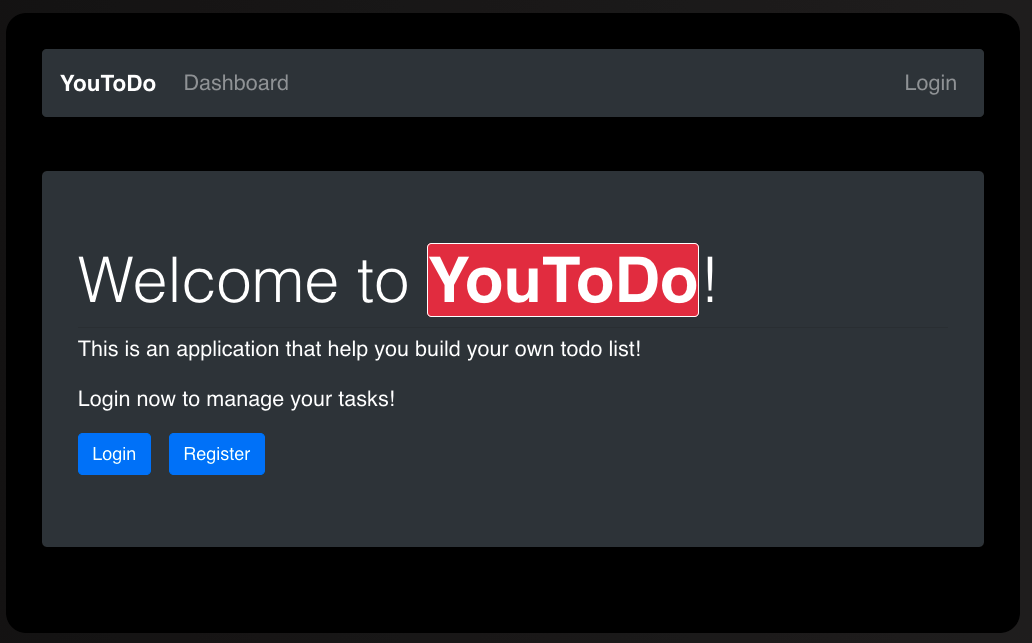 YouToDo Dashboard Login
Welcome to YouToDo!
This is an application that help you build your own todo list!
Login now to manage your tasks!
Login Register